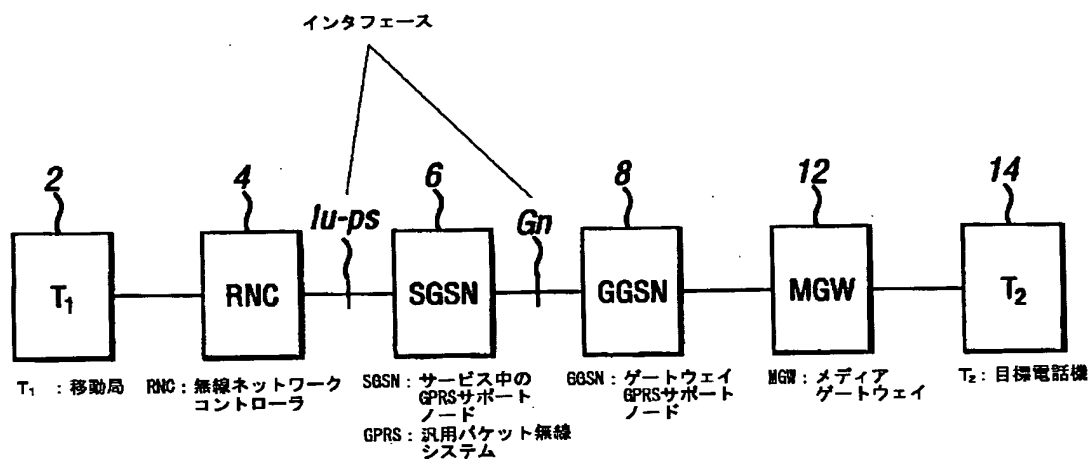 インタフェース
2
4
6
8
12
14
Iu-ps
Gn
T₁
RNC
SGSN
GGSN
MGW
T₂
T₁ :移動局
RNC:無線ネットワーク
コントローラ
SGSN:サービス中の
GPRSサポート
ノード
GPRS:汎用パケット無線
システム
GGSN:ゲートウェイ
GPRSサポート
ノード
MGW:メディア
ゲートウェイ
T₂:目標電話機